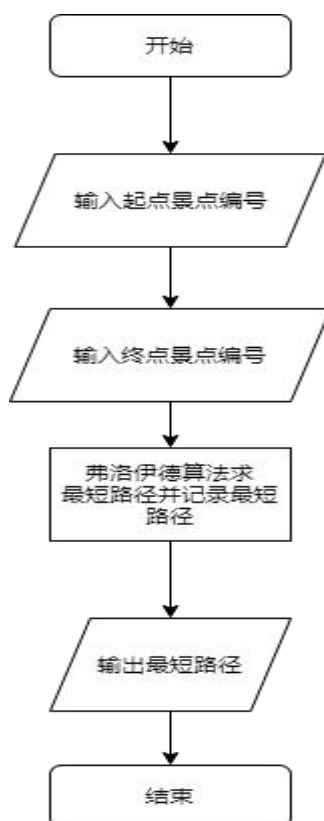 开始
输入起点景点编号
输入终点景点编号
弗洛伊德算法求
最短路径并记录最短
路径
输出最短路径
结束